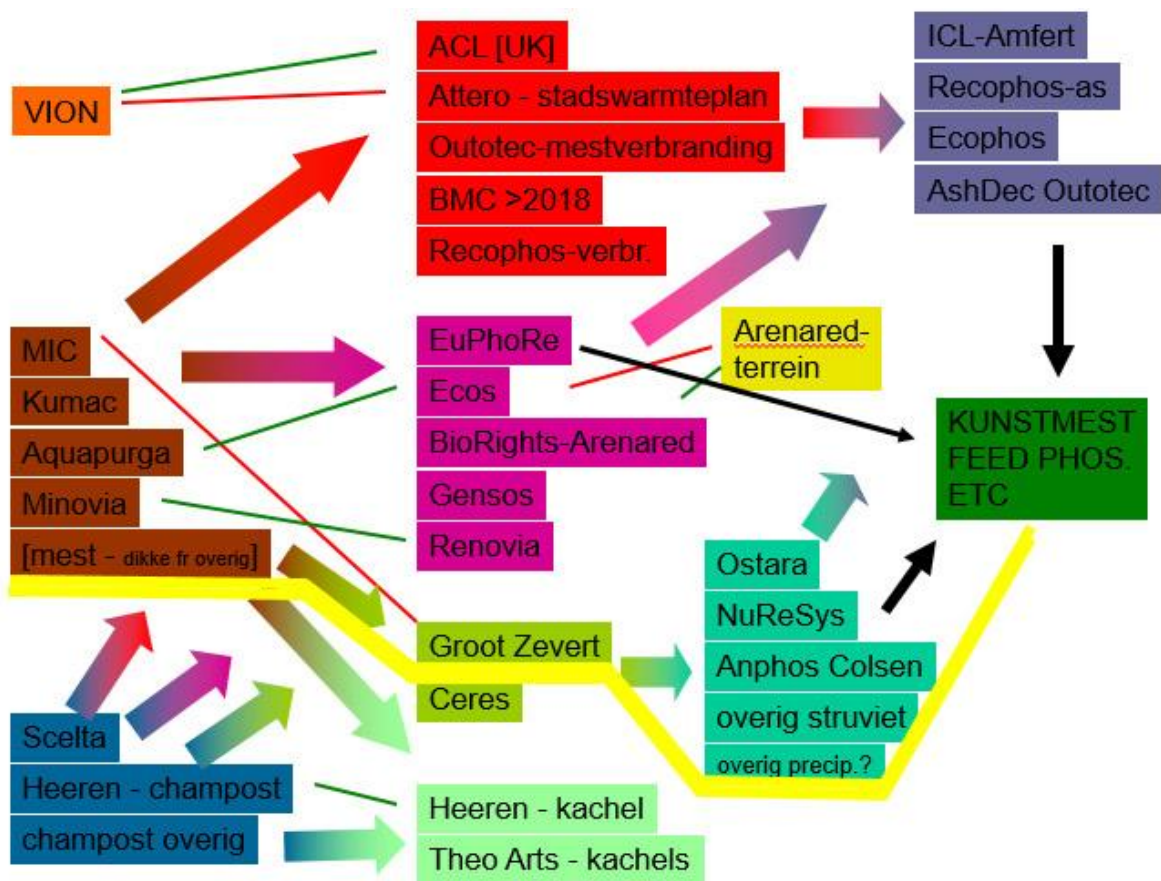 VION
ACL [UK]
Attero - stadswarmteplan
Outotec-mestverbranding
BMC >2018
Recophos-verbr.
ICL-Amfert
Recophos-as
Ecophos
AshDec Outotec
MIC
Kumac
Aquapurga
Minovia
[mest - dikke fr overig]
EuPhoRe
Ecos
BioRights-Arenared
Gensos
Renovia
Arenared-
terrein
KUNSTMEST
FEED PHOS.
ETC
Groot Zevert
Ceres
Ostara
NuReSys
Anphos Colsen
overig struviet
overig precip.?
Scelta
Heeren - champost
champost overig
Heeren - kachel
Theo Arts - kachels